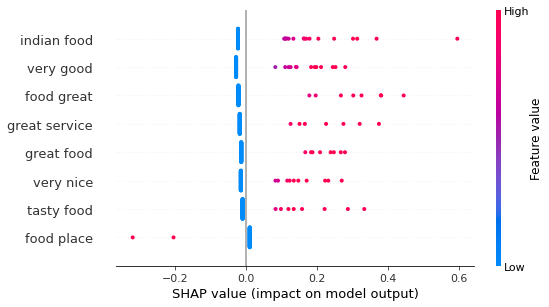 High
indian food
very good
food great
great service
great food
very nice
tasty food
food place
Low
Feature value
−0.2 0.0 0.2 0.4 0.6
SHAP value (impact on model output)